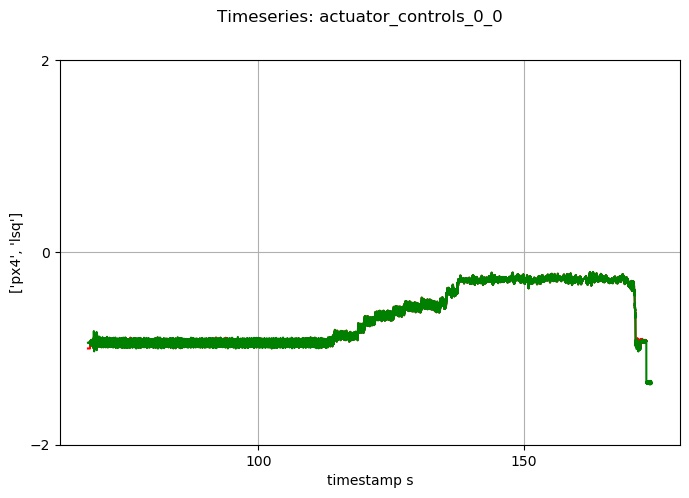 Timeseries: actuator_controls_0_0
2
0
−2
['px4', 'lsq']
100
150
timestamp s